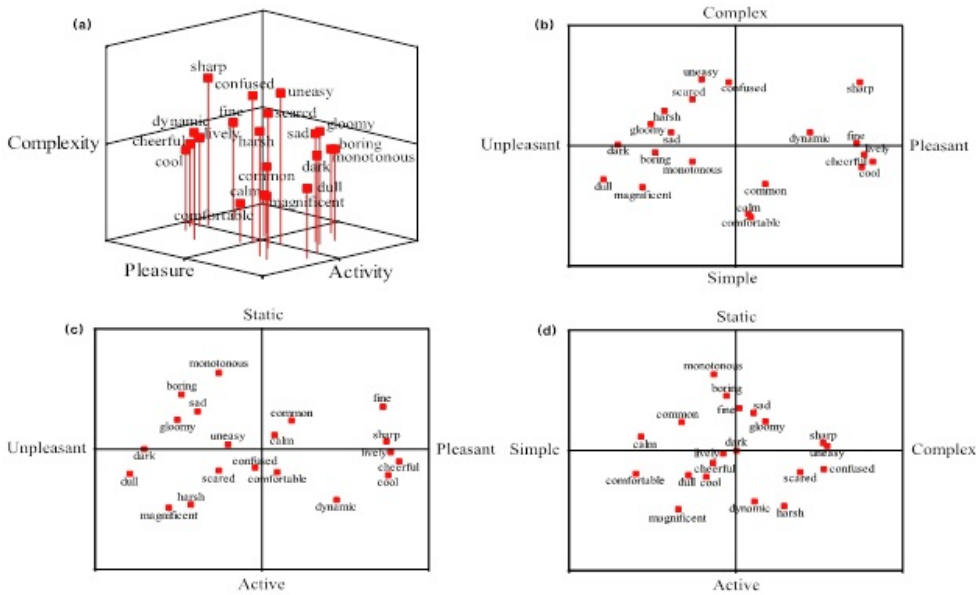 (a)
sharp
confused
uneasy
scared
dynamic
fine
lively
cheerful
harsh
cool
sad
gloomy
boring
monotonous
dark
common
calm
dull
magnificent
comfortable
Complexity
Pleasure
Activity
(b)
Complex
uneasy
confused
sharp
scared
harsh
gloomy
sad
dynamic
fine
lively
Unpleasant
Pleasant
dark
boring
cheerful
monotonous
cool
dull
magnificent
common
calm
comfortable
Simple
(c)
Static
monotonous
boring
sad
fine
common
gloomy
calm
uneasy
sharp
Unpleasant
Pleasant
dark
lively
confused
cheerful
dull
scared
comfortable
cool
harsh
magnificent
dynamic
Active
(d)
Static
monotonous
boring
fine
sad
common
gloomy
calm
dark
sharp
Simple
Complex
lively
uneasy
cheerful
confused
comfortable
dull
cool
scared
magnificent
dynamic
harsh
Active